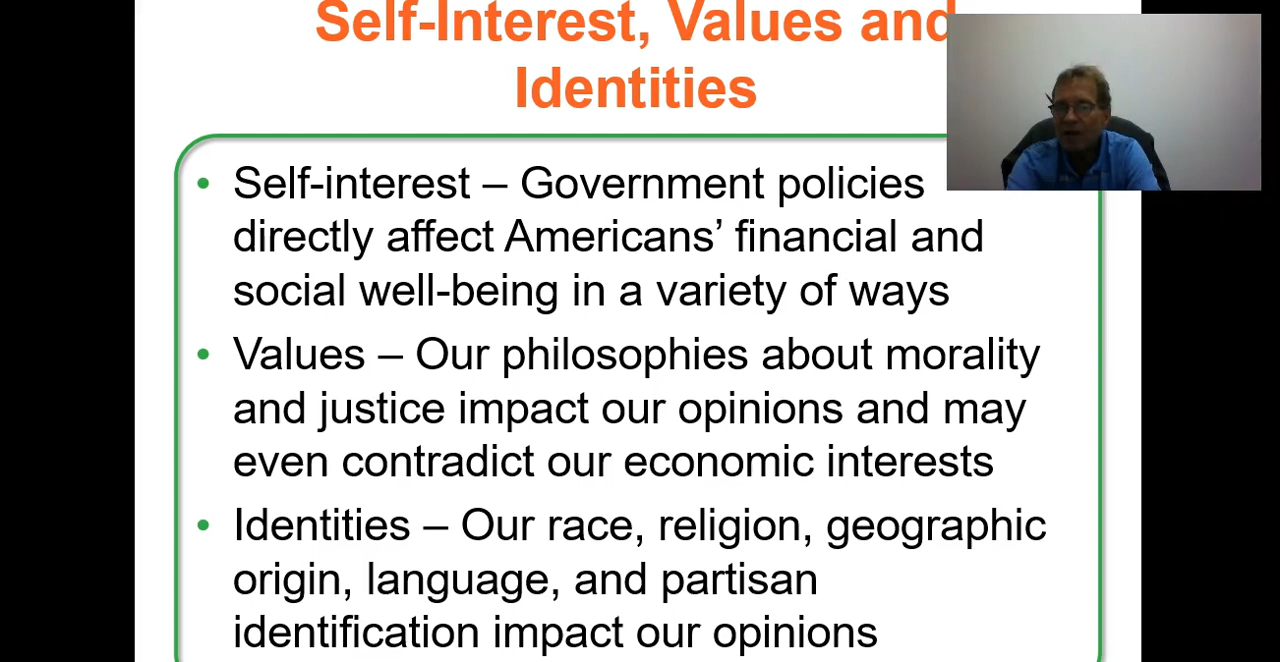 Self-Interest, Values and
Identities
• Self-interest – Government policies
directly affect Americans’ financial and
social well-being in a variety of ways
• Values – Our philosophies about morality
and justice impact our opinions and may
even contradict our economic interests
• Identities – Our race, religion, geographic
origin, language, and partisan
identification impact our opinions